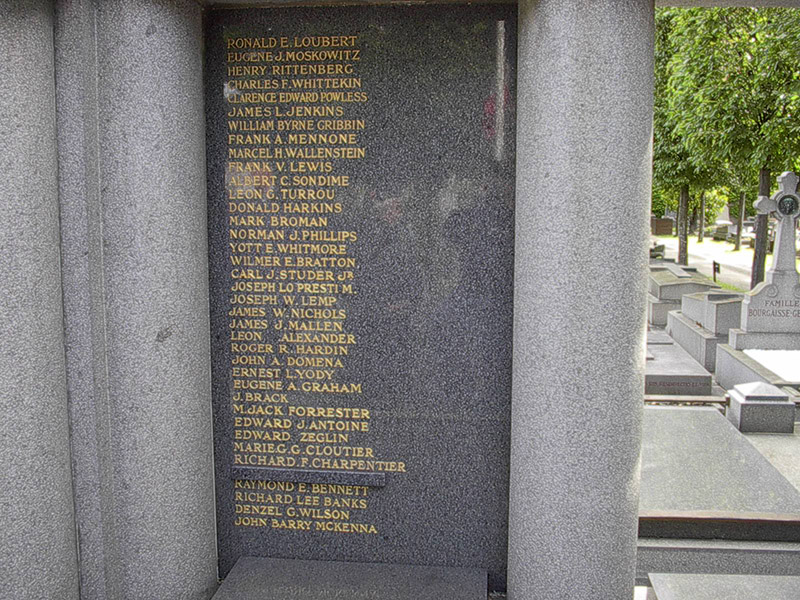 RONALD E. LOUBERT
EUGENE J. MOSKOWITZ
HENRY RITTENBERG
CHARLES F. WHITTEKIN
CLARENCE EDWARD POWLESS
JAMES L. JENKINS
WILLIAM BYRNE GRIBBIN
FRANK A. MENNONE
MARCEL H. WALLENSTEIN
FRANK V. LEWIS
ALBERT C. SONDIME
LEON G. TURROU
DONALD HARKINS
MARK BROMAN
NORMAN J. PHILLIPS
YOTT E. WHITMORE
WILMER E. BRATTON
CARL J. STUDER JR
JOSEPH LO PRESTI M.
JOSEPH W. LEMP
JAMES W. NICHOLS
JAMES J. MALLEN
LEON ALEXANDER
ROGER R. HARDIN
JOHN A. DOMENA
ERNEST L. YODY
EUGENE A. GRAHAM
J. BRACK
M. JACK FORRESTER
EDWARD J. ANTOINE
EDWARD ZEGLIN
MARIE.G.G. CLOUTIER
RICHARD.F. CHARPENTIER
RAYMOND E. BENNETT
RICHARD LEE BANKS
DENZEL G. WILSON
JOHN BARRY MCKENNA
FAMILLE